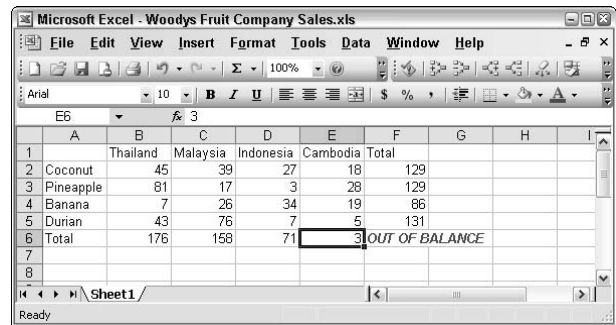 Microsoft Excel - Woodys Fruit Company Sales.xls
File Edit View Insert Format Tools Data Window Help
Σ 100%
Arial 10 B I U $ % , A
E6 fx 3
A B C D E F G H I
1 Thailand Malaysia Indonesia Cambodia Total
2 Coconut 45 39 27 18 129
3 Pineapple 81 17 3 28 129
4 Banana 7 26 34 19 86
5 Durian 43 76 7 5 131
6 Total 176 158 71 3 OUT OF BALANCE
7
8
Sheet1
Ready